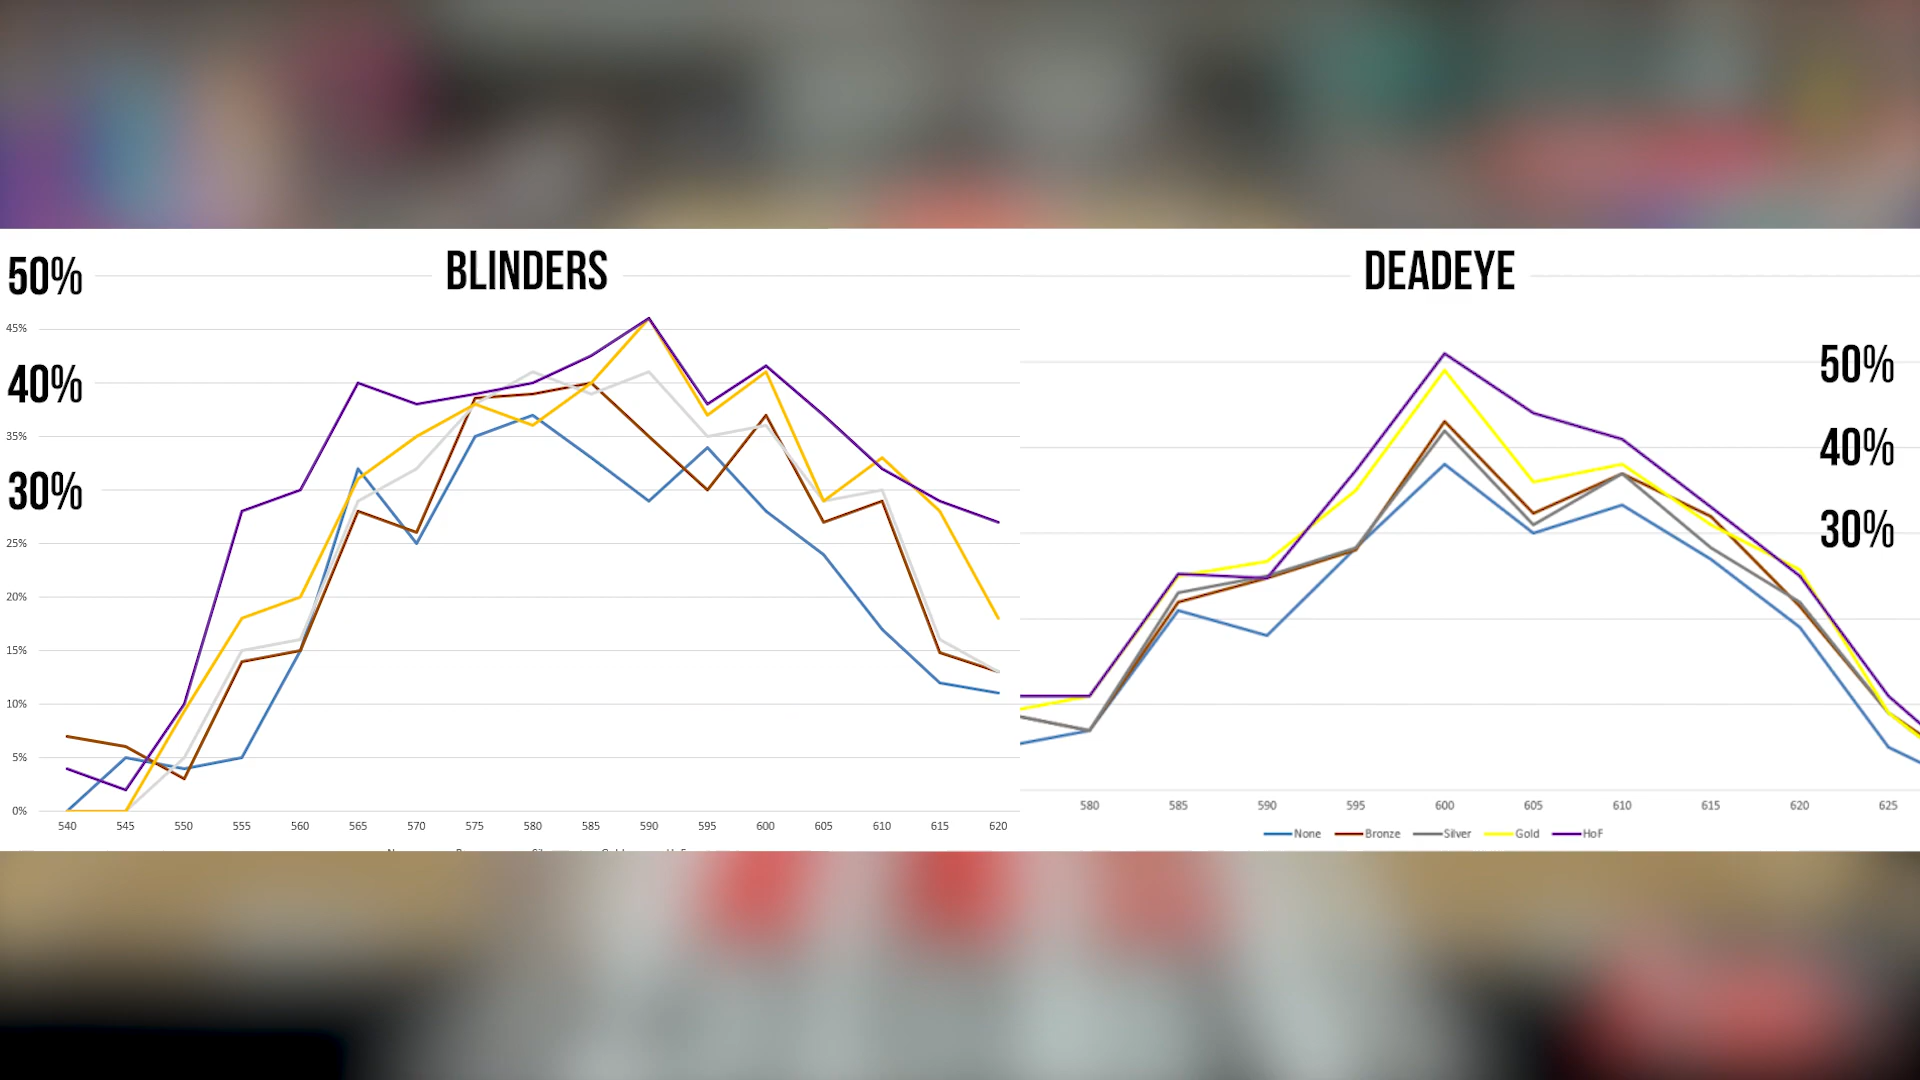 BLINDERS
50%
45%
40%
35%
30%
25%
20%
15%
10%
5%
0%
540 545 550 555 560 565 570 575 580 585 590 595 600 605 610 615 620
DEADEYE
50%
40%
30%
580 585 590 595 600 605 610 615 620 625
None Bronze Silver Gold HoF